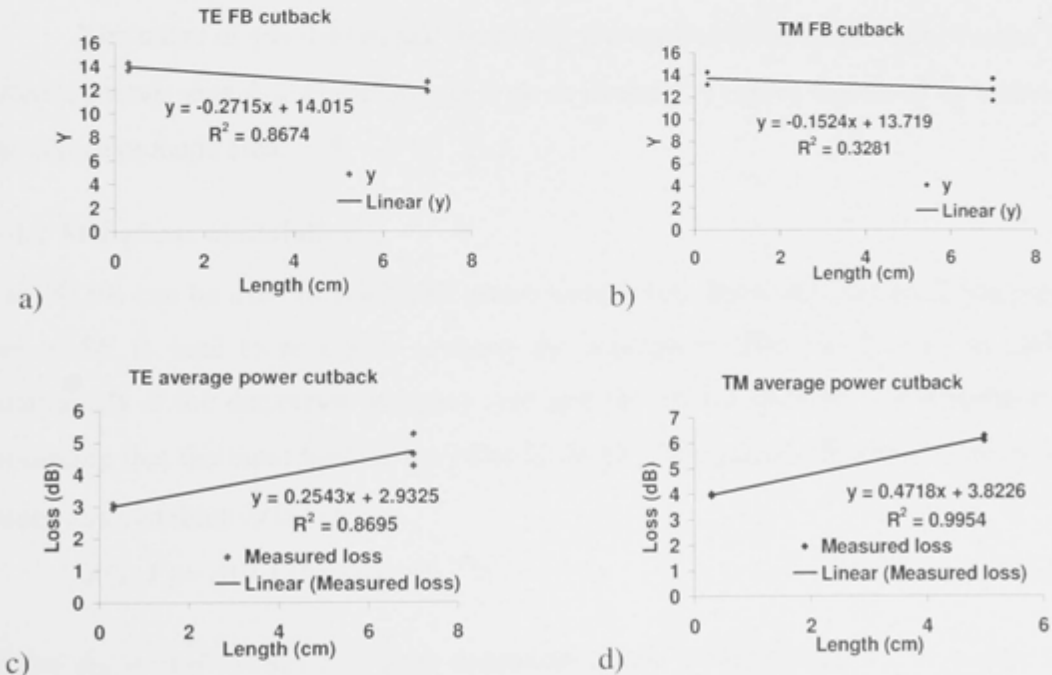 TE FB cutback
16
14
12
10
8
6
4
2
0
Y
y = -0.2715x + 14.015
R² = 0.8674
y
Linear (y)
0 2 4 6 8
Length (cm)
a)
TM FB cutback
16
14
12
10
8
6
4
2
0
Y
y = -0.1524x + 13.719
R² = 0.3281
y
Linear (y)
0 2 4 6 8
Length (cm)
b)
TE average power cutback
6
5
4
3
2
1
0
Loss (dB)
y = 0.2543x + 2.9325
R² = 0.8695
Measured loss
Linear (Measured loss)
0 2 4 6 8
Length (cm)
c)
TM average power cutback
7
6
5
4
3
2
1
0
Loss (dB)
y = 0.4718x + 3.8226
R² = 0.9954
Measured loss
Linear (Measured loss)
0 2 4 6
Length (cm)
d)